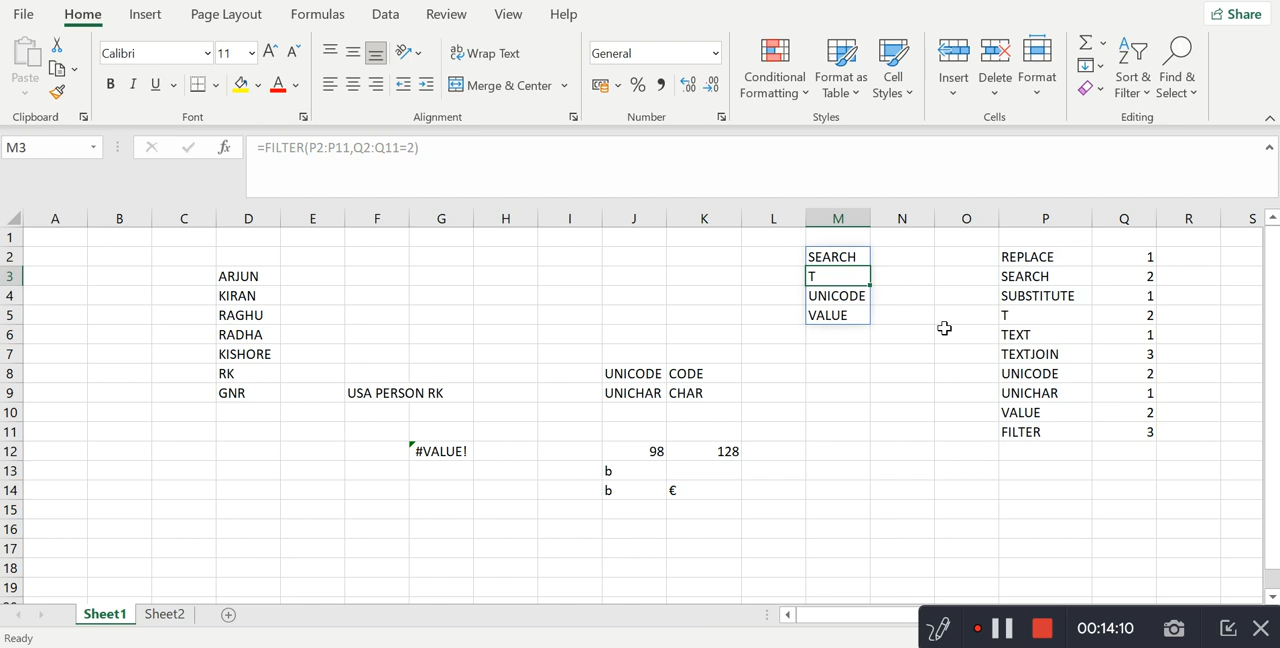 File Home Insert Page Layout Formulas Data Review View Help Share
Paste
Calibri 11 A A
B I U A
ab Wrap Text
Merge & Center
General
% 9
Conditional Formatting
Format as Table
Cell Styles
Insert Delete Format
Sort & Filter
Find & Select
Clipboard Font Alignment Number Styles Cells Editing
M3 fx =FILTER(P2:P11,Q2:Q11=2)
A B C D E F G H I J K L M N O P Q R S
1
2 SEARCH REPLACE 1
3 ARJUN T SEARCH 2
4 KIRAN UNICODE SUBSTITUTE 1
5 RAGHU VALUE T 2
6 RADHA TEXT 1
7 KISHORE TEXTJOIN 3
8 RK UNICODE CODE UNICODE 2
9 GNR USA PERSON RK UNICHAR CHAR UNICHAR 1
10 VALUE 2
11 FILTER 3
12 #VALUE! 98 128
13 b
14 b €
15
16
17
18
19
Sheet1 Sheet2
Ready
00:14:10